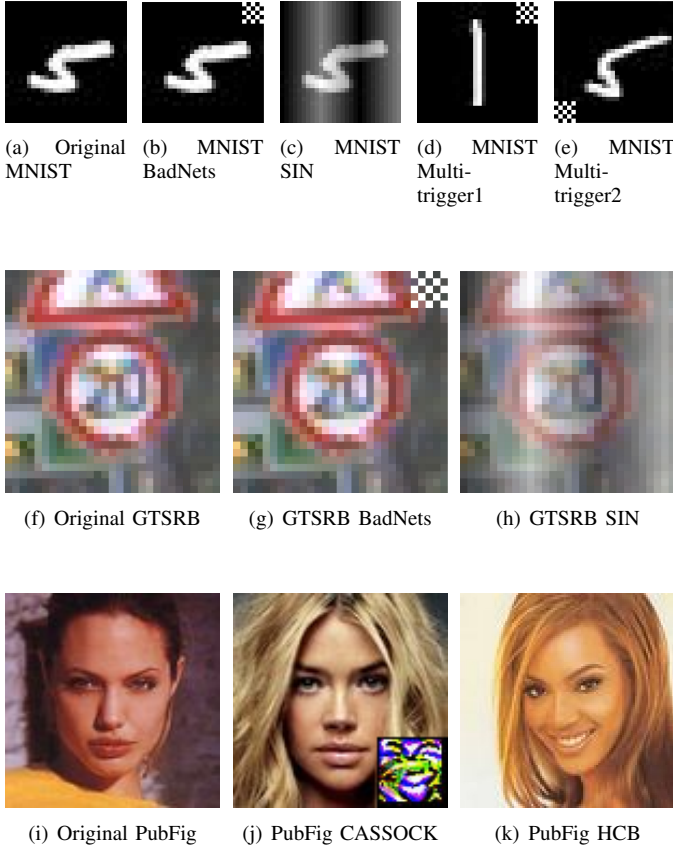 (a) Original MNIST
(b) MNIST BadNets
(c) MNIST SIN
(d) MNIST Multi-trigger1
(e) MNIST Multi-trigger2
(f) Original GTSRB
(g) GTSRB BadNets
(h) GTSRB SIN
(i) Original PubFig
(j) PubFig CASSOCK
(k) PubFig HCB